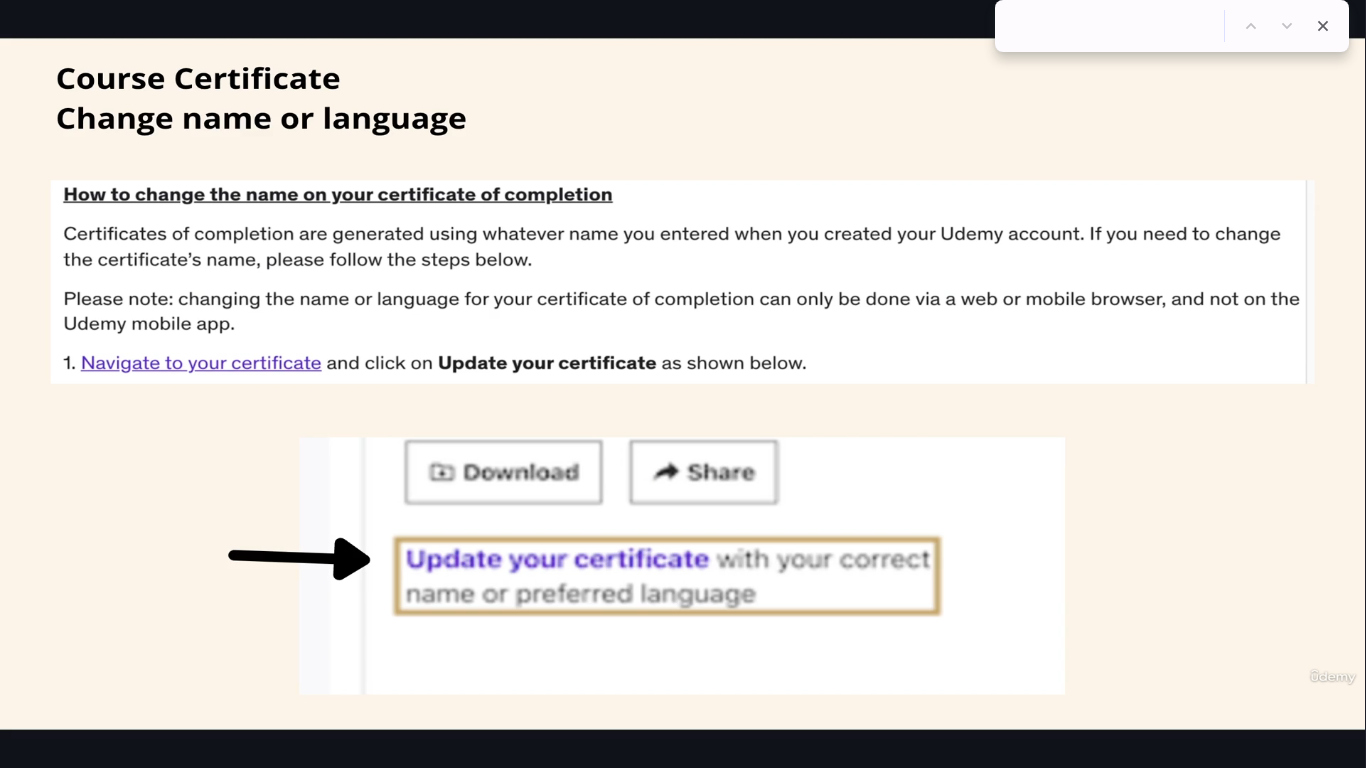 Course Certificate
Change name or language
How to change the name on your certificate of completion
Certificates of completion are generated using whatever name you entered when you created your Udemy account. If you need to change
the certificate’s name, please follow the steps below.
Please note: changing the name or language for your certificate of completion can only be done via a web or mobile browser, and not on the
Udemy mobile app.
1. Navigate to your certificate and click on Update your certificate as shown below.
Download Share
Update your certificate with your correct
name or preferred language
ûdemy